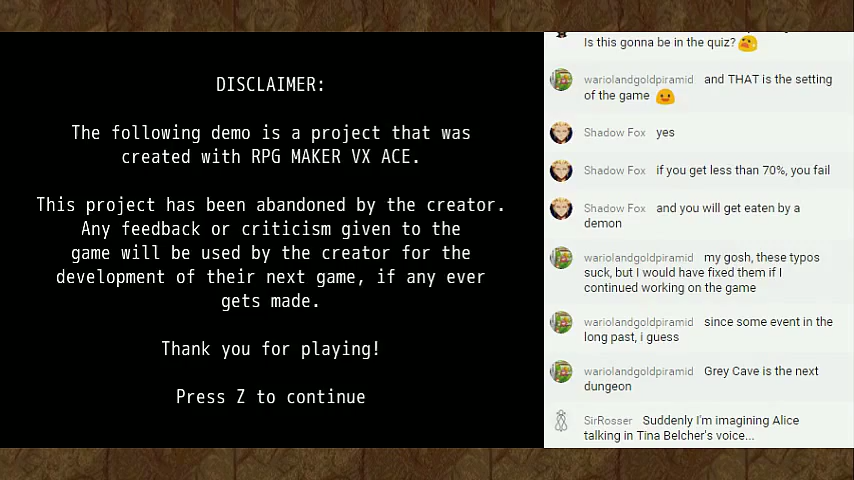 DISCLAIMER:
The following demo is a project that was
created with RPG MAKER VX ACE.
This project has been abandoned by the creator.
Any feedback or criticism given to the
game will be used by the creator for the
development of their next game, if any ever
gets made.
Thank you for playing!
Press Z to continue
Is this gonna be in the quiz?
wariolandgoldpiramid and THAT is the setting
of the game
Shadow Fox yes
Shadow Fox if you get less than 70%, you fail
Shadow Fox and you will get eaten by a
demon
wariolandgoldpiramid my gosh, these typos
suck, but I would have fixed them if I
continued working on the game
wariolandgoldpiramid since some event in the
long past, i guess
wariolandgoldpiramid Grey Cave is the next
dungeon
SirRosser Suddenly I'm imagining Alice
talking in Tina Belcher's voice...